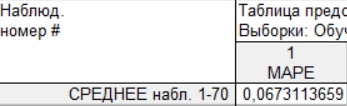 Наблюд.
номер #
Таблица предс
Выборки: Обуч
1
MAPE
СРЕДНЕЕ набл. 1-70
0,0673113659